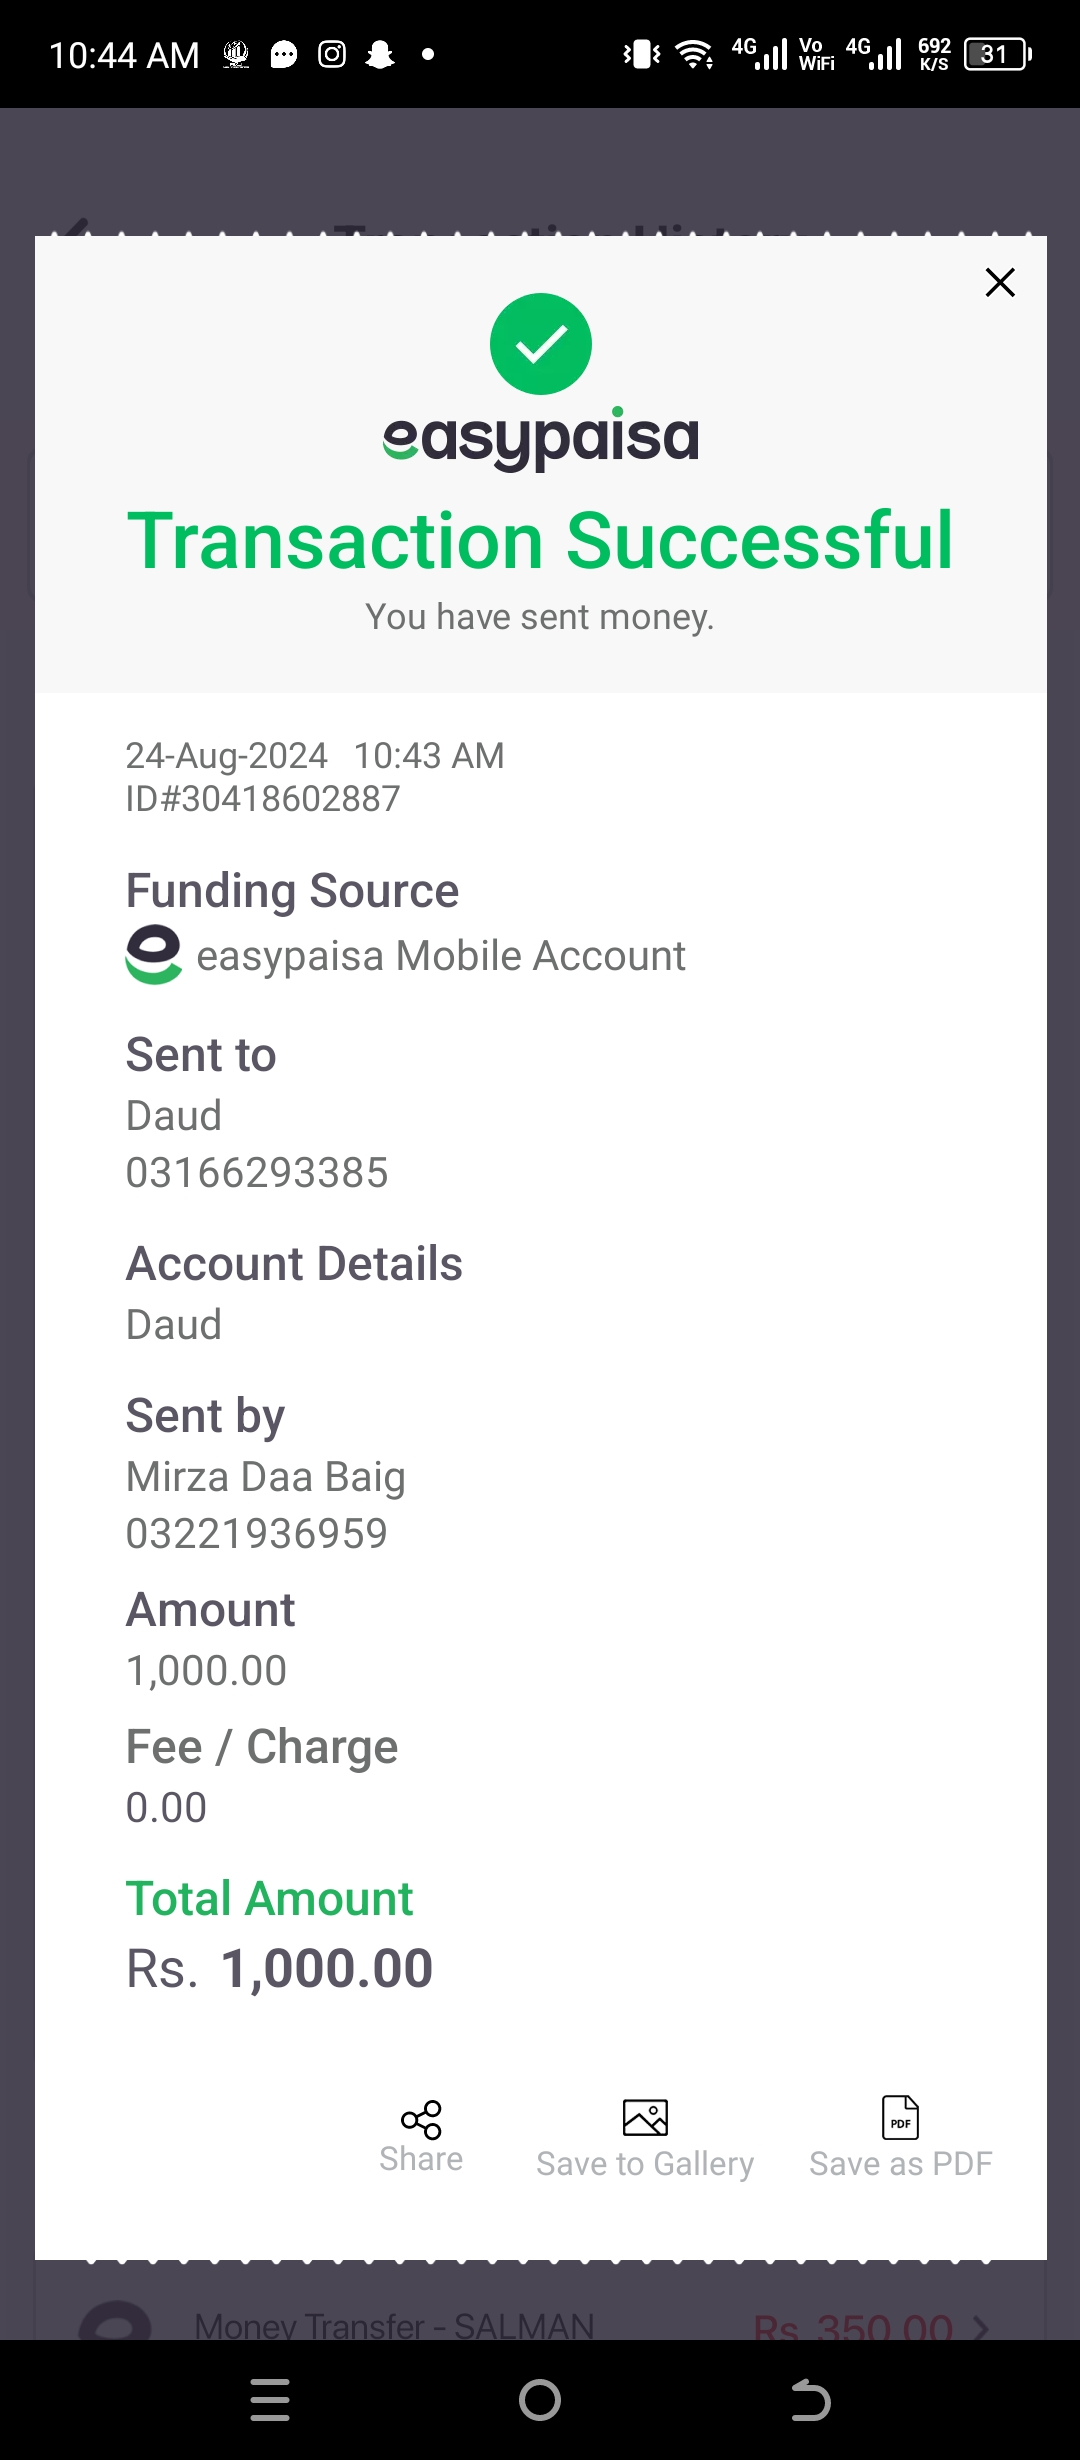 10:44 AM 4G Vo WiFi 4G 692 K/S 31
Transaction History
easypaisa
Transaction Successful
You have sent money.
24-Aug-2024 10:43 AM
ID#30418602887
Funding Source
easypaisa Mobile Account
Sent to
Daud
03166293385
Account Details
Daud
Sent by
Mirza Daa Baig
03221936959
Amount
1,000.00
Fee / Charge
0.00
Total Amount
Rs. 1,000.00
PDF
Share Save to Gallery Save as PDF
Money Transfer - SALMAN Rs. 350.00